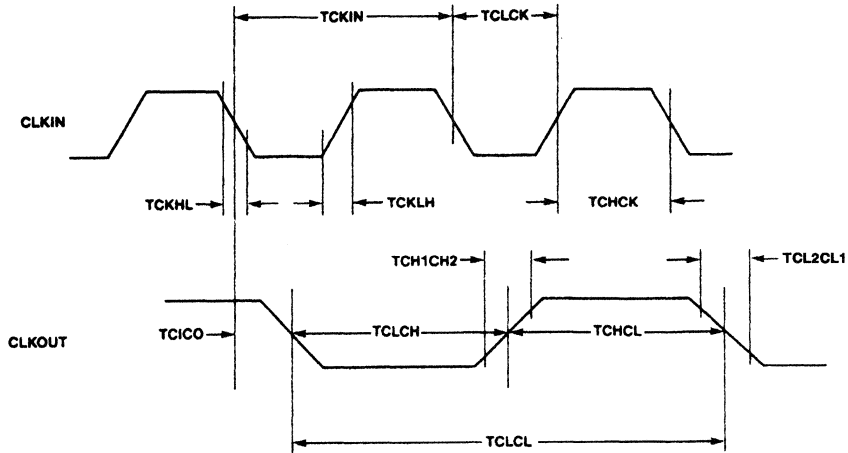 TCKIN
TCLCK
CLKIN
TCKHL
TCKLH
TCHCK
TCH1CH2
TCL2CL1
TCICO
TCLCH
TCHCL
CLKOUT
TCLCL